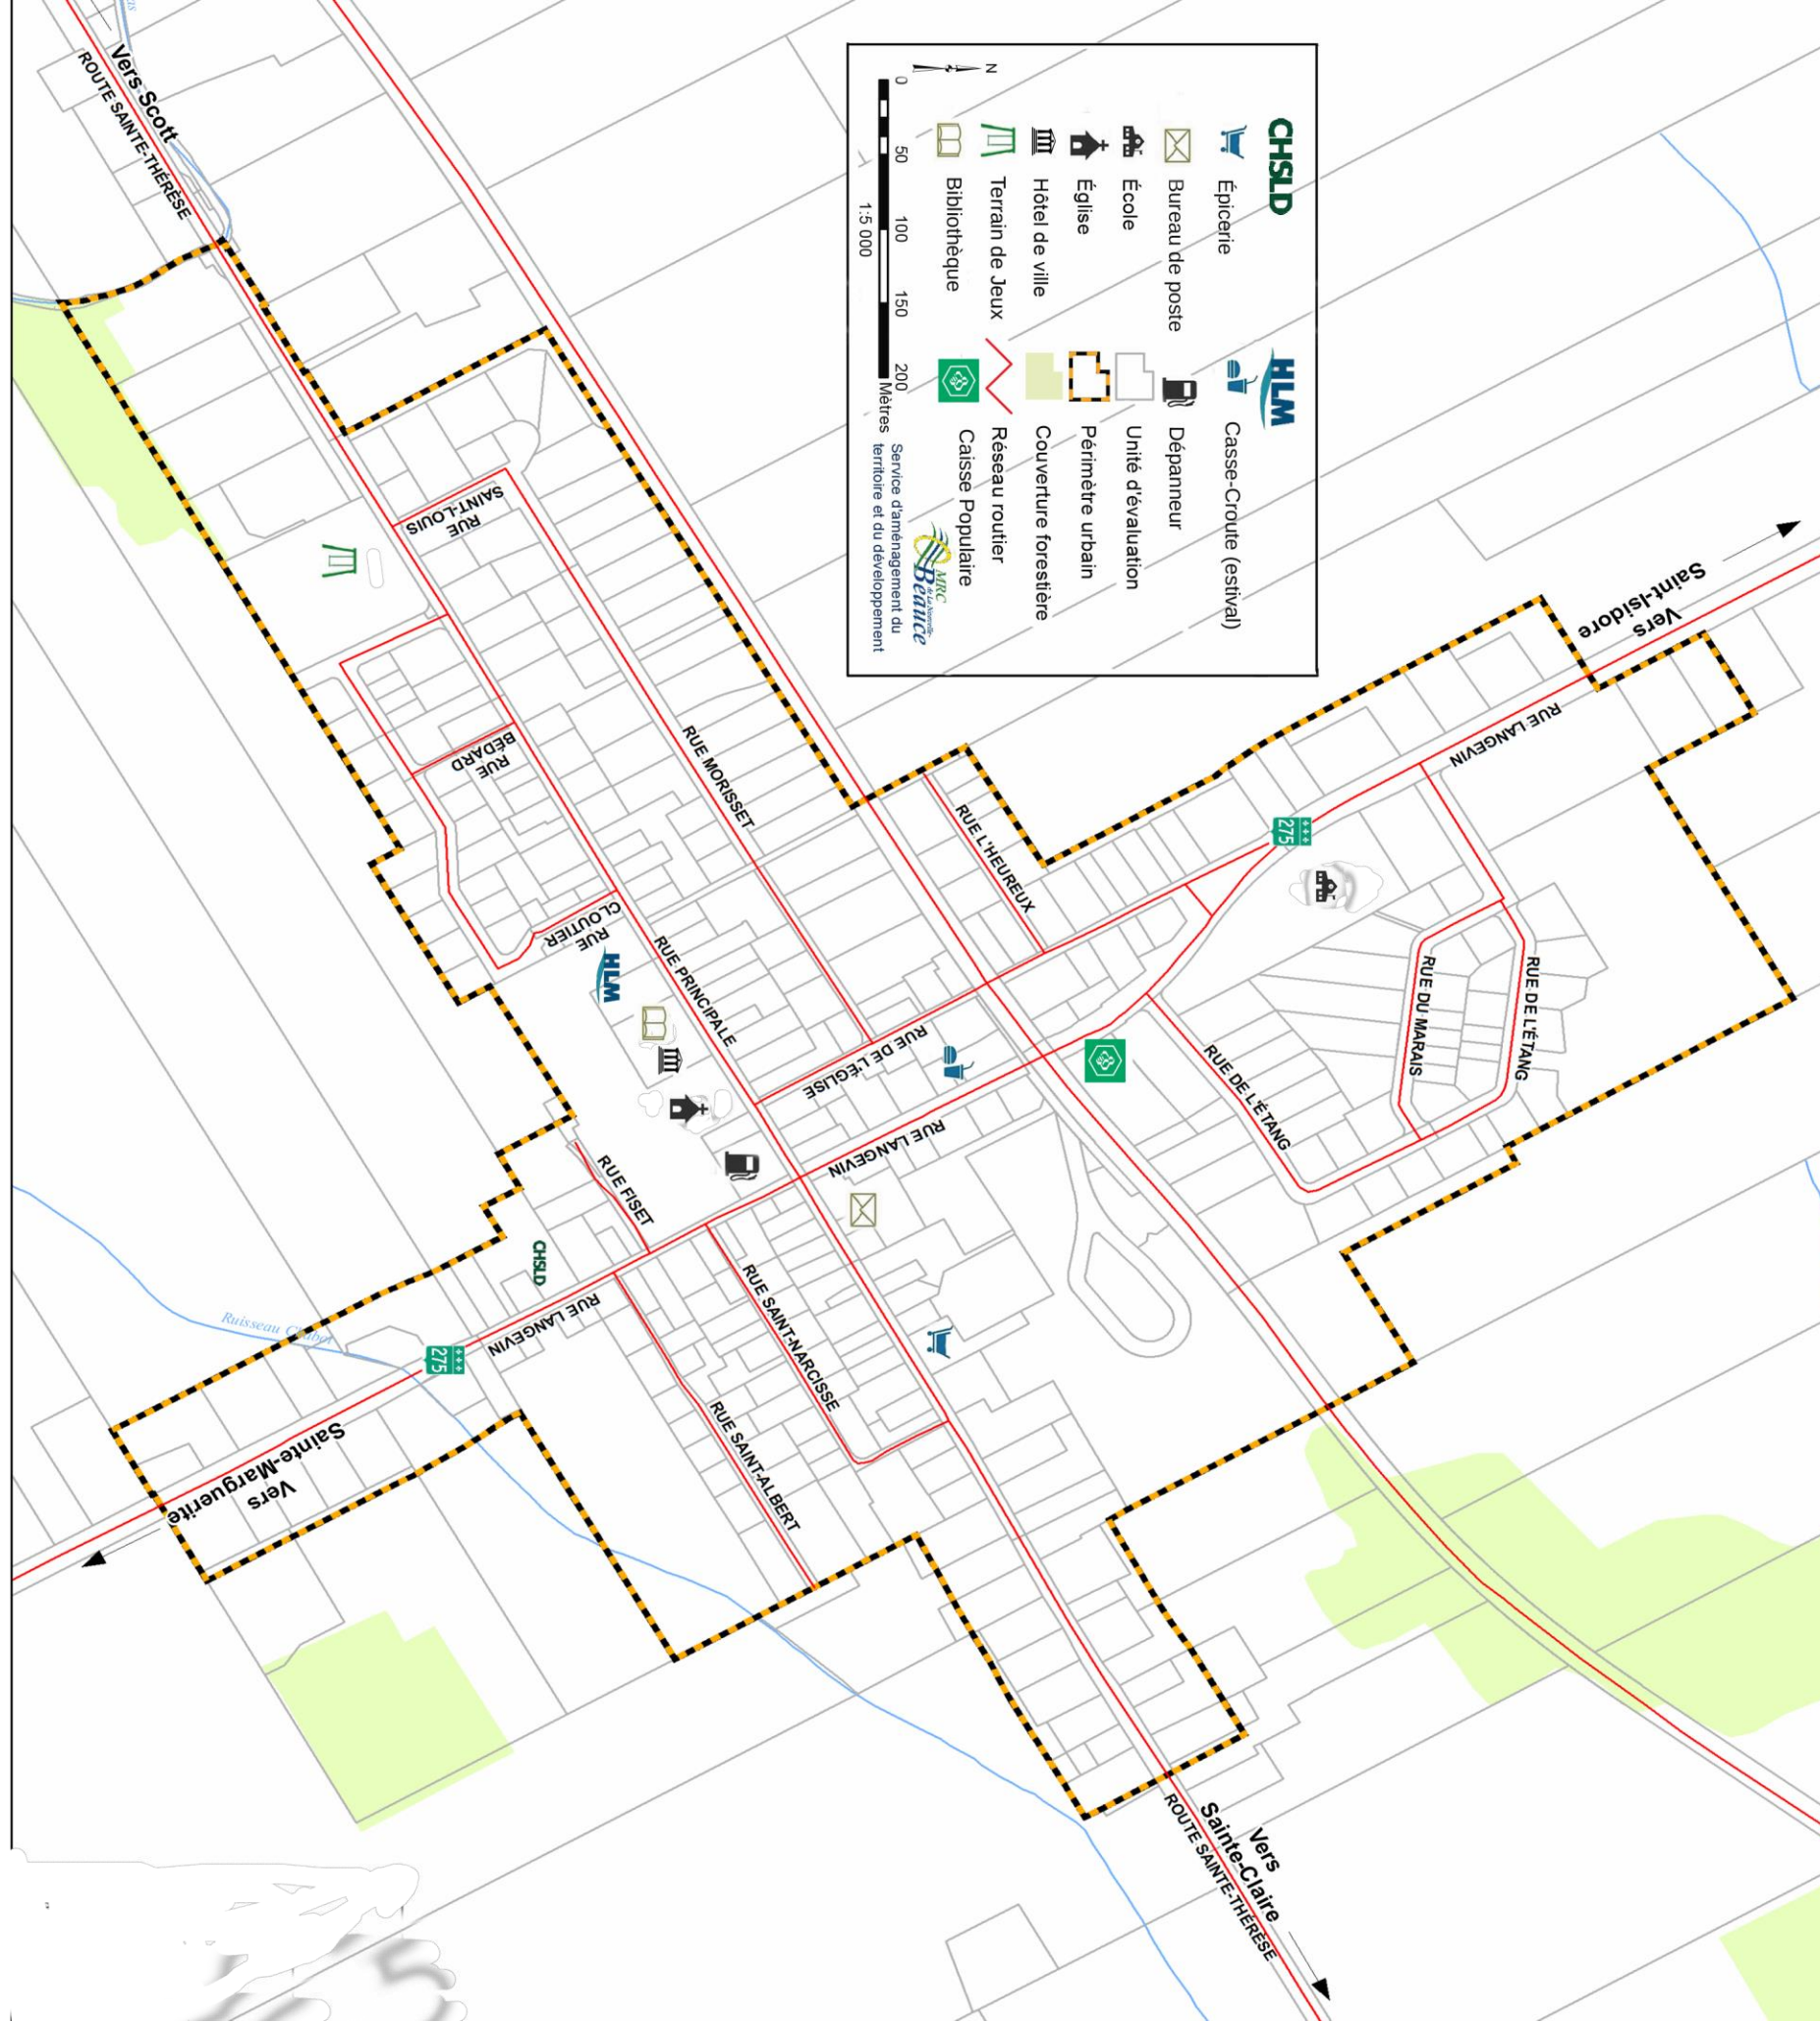 CHSLD
HLM
Épicerie
Casse-Croute (estival)
Bureau de poste
Dépanneur
École
Unité d'évaluation
Église
Périmètre urbain
Hôtel de ville
Couverture forestière
Terrain de Jeux
Réseau routier
Bibliothèque
Caisse Populaire
N
0 50 100 150 200
Mètres
1:5 000
MRC
de La Nouvelle-
Beauce
Service d'aménagement du
territoire et du développement
Vers Scott
ROUTE SAINTE-THÉRÈSE
RUE
SAINT-LOUIS
RUE
BÉDARD
RUE MORISSET
RUE
CLOUTIER
HLM
RUE PRINCIPALE
RUE L'HEUREUX
RUE DE L'ÉGLISE
RUE LANGEVIN
275
RUE LANGEVIN
Vers
Saint-Isidore
RUE DU MARAIS
RUE DE L'ÉTANG
RUE DE L'ÉTANG
RUE FISET
CHSLD
RUE LANGEVIN
275
RUE SAINT-NARCISSE
RUE SAINT-ALBERT
Ruisseau
Vers
Sainte-Marguerite
Vers
Sainte-Claire
ROUTE SAINTE-THÉRÈSE